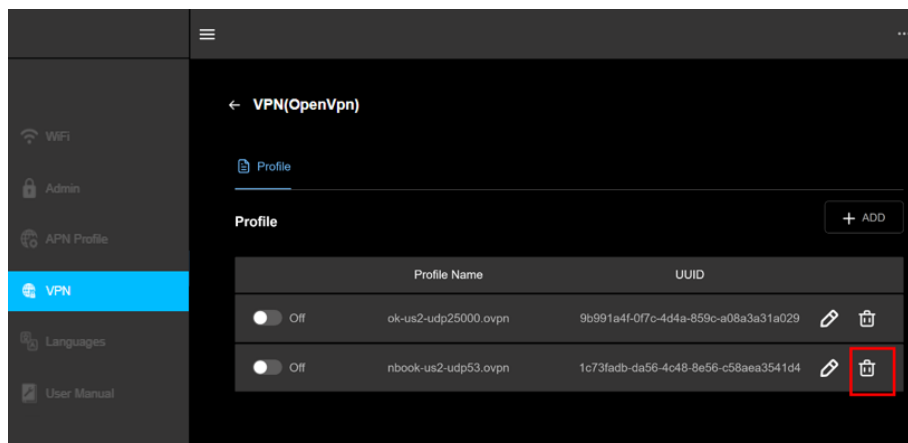 VPN(OpenVpn)
WiFi
Profile
Admin
Profile
+ ADD
APN Profile
Profile Name UUID
VPN
Off ok-us2-udp25000.ovpn 9b991a4f-0f7c-4d4a-859c-a08a3a31a029
Languages
Off nbook-us2-udp53.ovpn 1c73fadb-da56-4c48-8e56-c58aea3541d4
User Manual